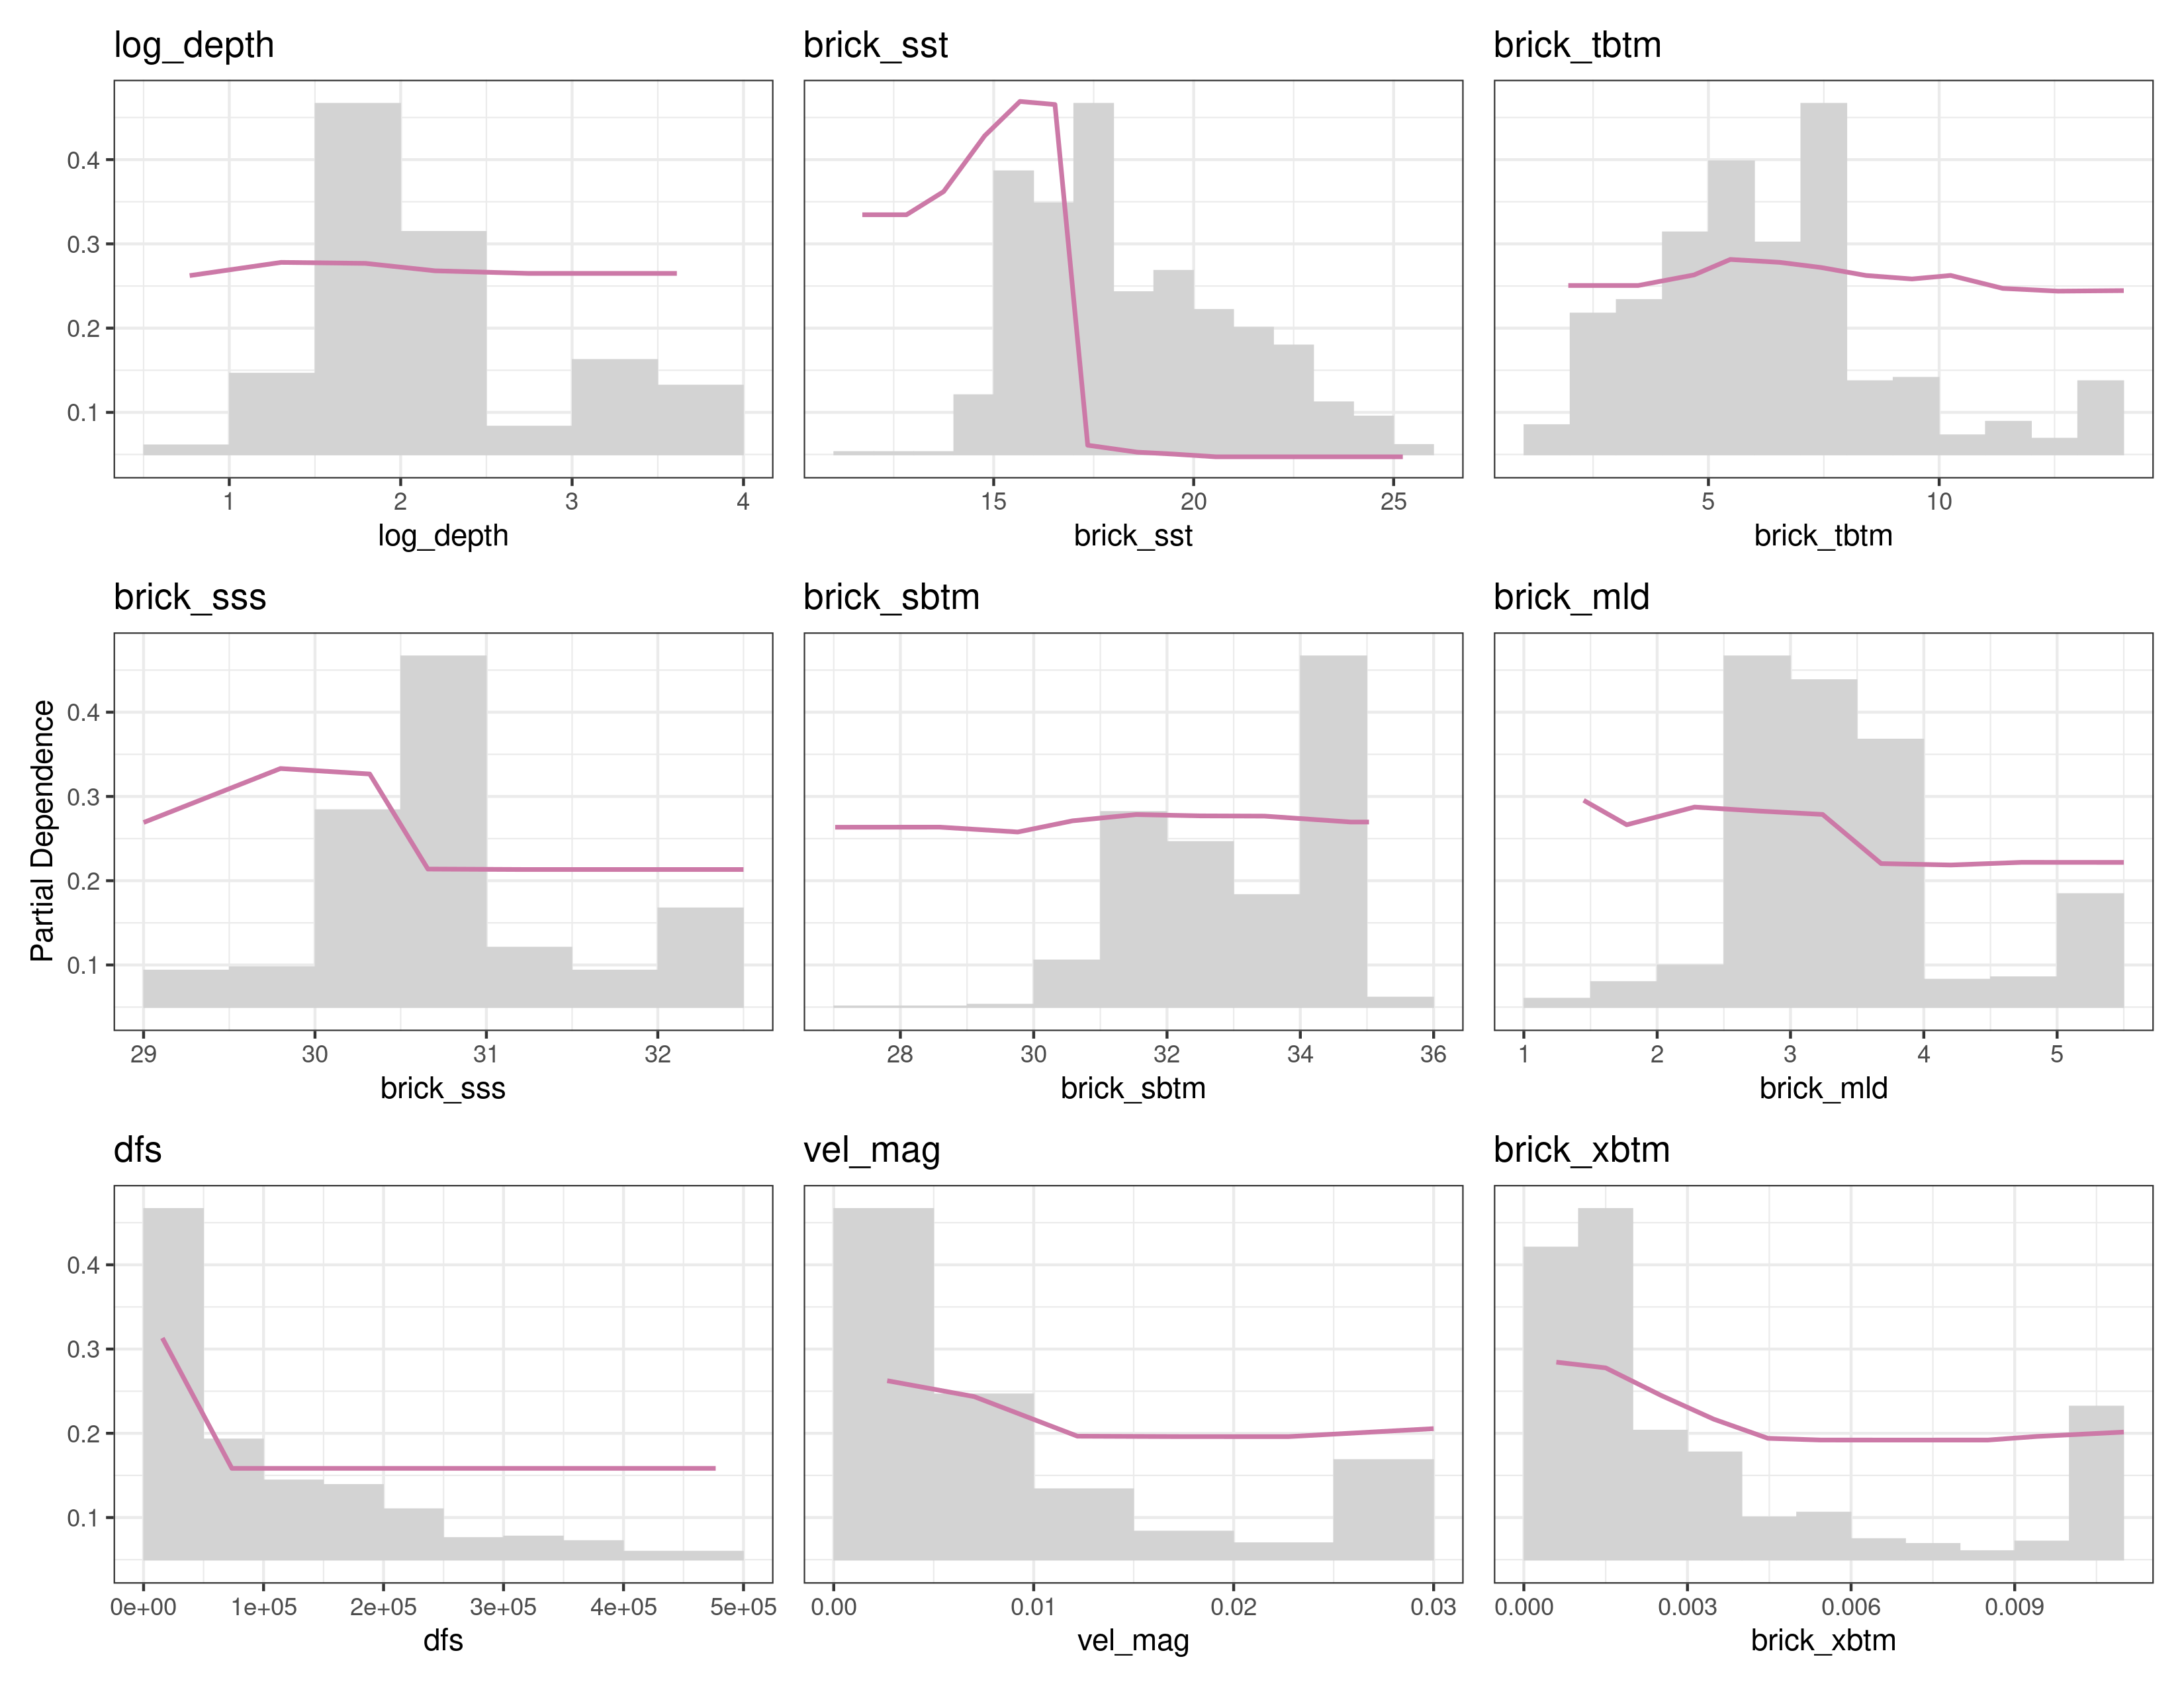 log_depth
brick_sst
brick_tbtm
0.4
0.3
0.2
0.1
1 2 3 4
15 20 25
5 10
log_depth
brick_sst
brick_tbtm
brick_sss
brick_sbtm
brick_mld
Partial Dependence
0.4
0.3
0.2
0.1
29 30 31 32
28 30 32 34 36
1 2 3 4 5
brick_sss
brick_sbtm
brick_mld
dfs
vel_mag
brick_xbtm
0.4
0.3
0.2
0.1
0e+00 1e+05 2e+05 3e+05 4e+05 5e+05
0.00 0.01 0.02 0.03
0.000 0.003 0.006 0.009
dfs
vel_mag
brick_xbtm